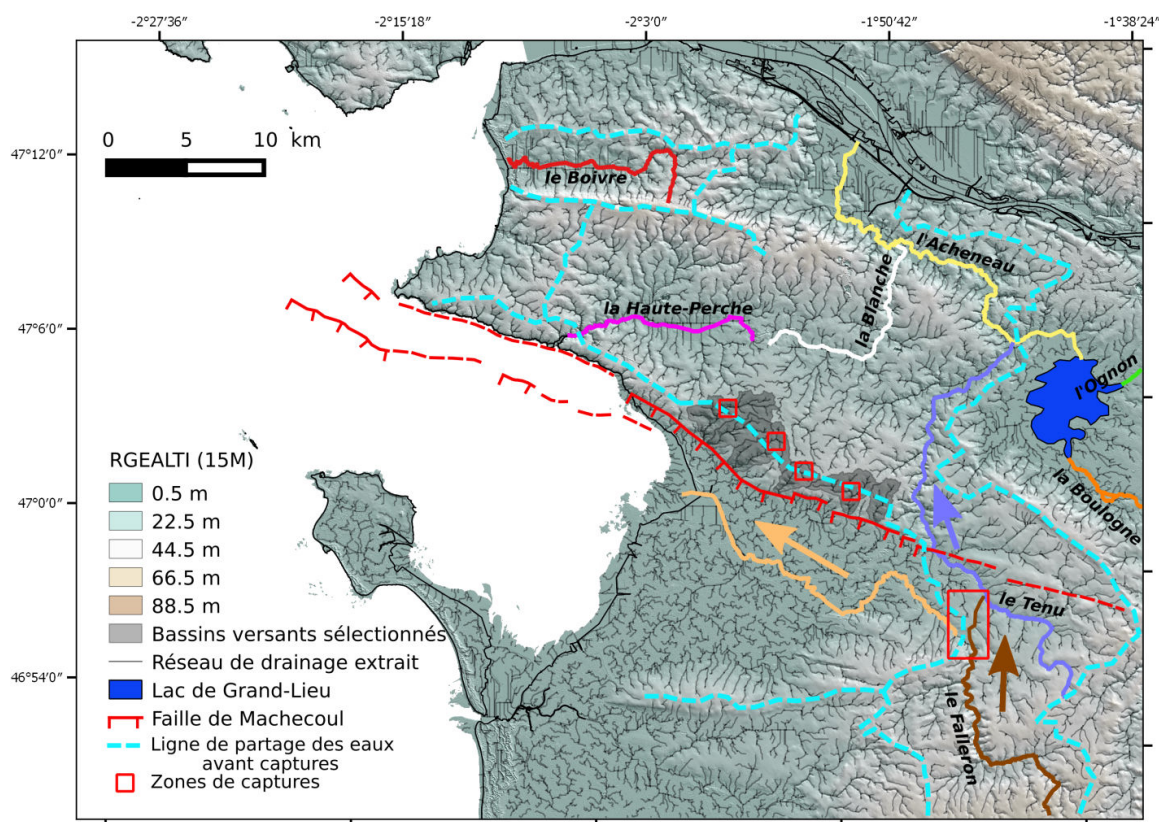 -2°27'36" -2°15'18" -2°3'0" -1°50'42" -1°38'24"
0 5 10 km
47°12'0"
le Boivre
l'Acheneau
la Blanche
la Haute-Perche
47°6'0"
l'Ognon
RGEALTI (15M)
la Boulogne
47°0'0"
0.5 m
22.5 m
44.5 m
66.5 m
88.5 m
le Tenu
Bassins versants sélectionnés
Réseau de drainage extrait
46°54'0"
Lac de Grand-Lieu
le Falleron
Faille de Machecoul
Ligne de partage des eaux
avant captures
Zones de captures